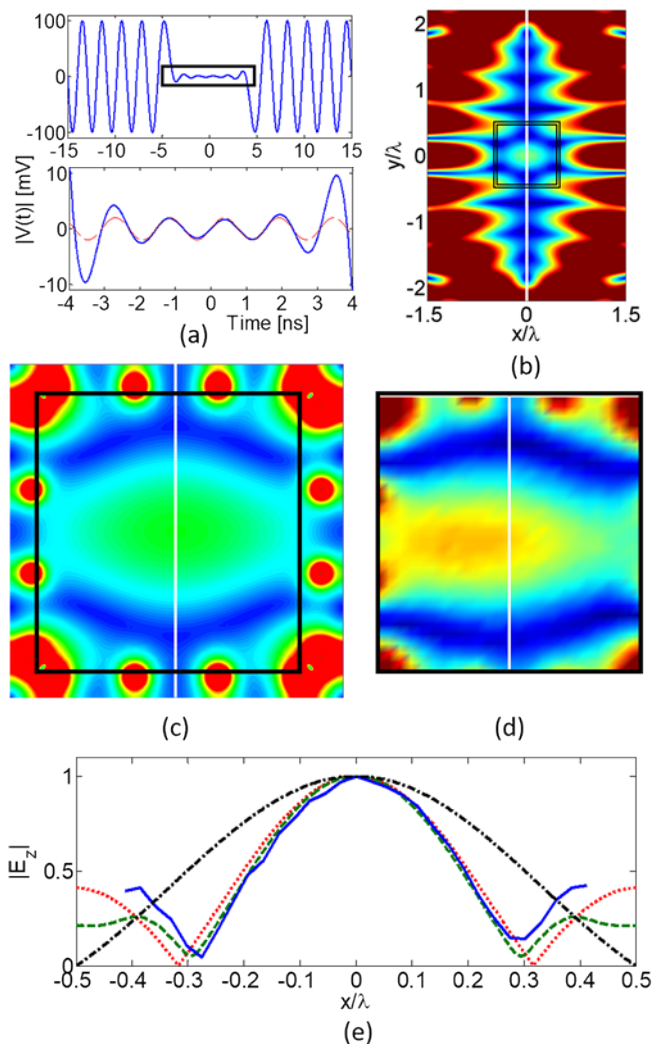 100
0
-100
-15 -10 -5 0 5 10 15
|V(t)| [mV]
10
0
-10
-4 -3 -2 -1 0 1 2 3 4
Time [ns]
(a)
y/λ
2
1
0
-1
-2
-1.5 0 1.5
x/λ
(b)
(c)
(d)
|E_z|
1
0.5
0
-0.5 -0.4 -0.3 -0.2 -0.1 0 0.1 0.2 0.3 0.4 0.5
x/λ
(e)